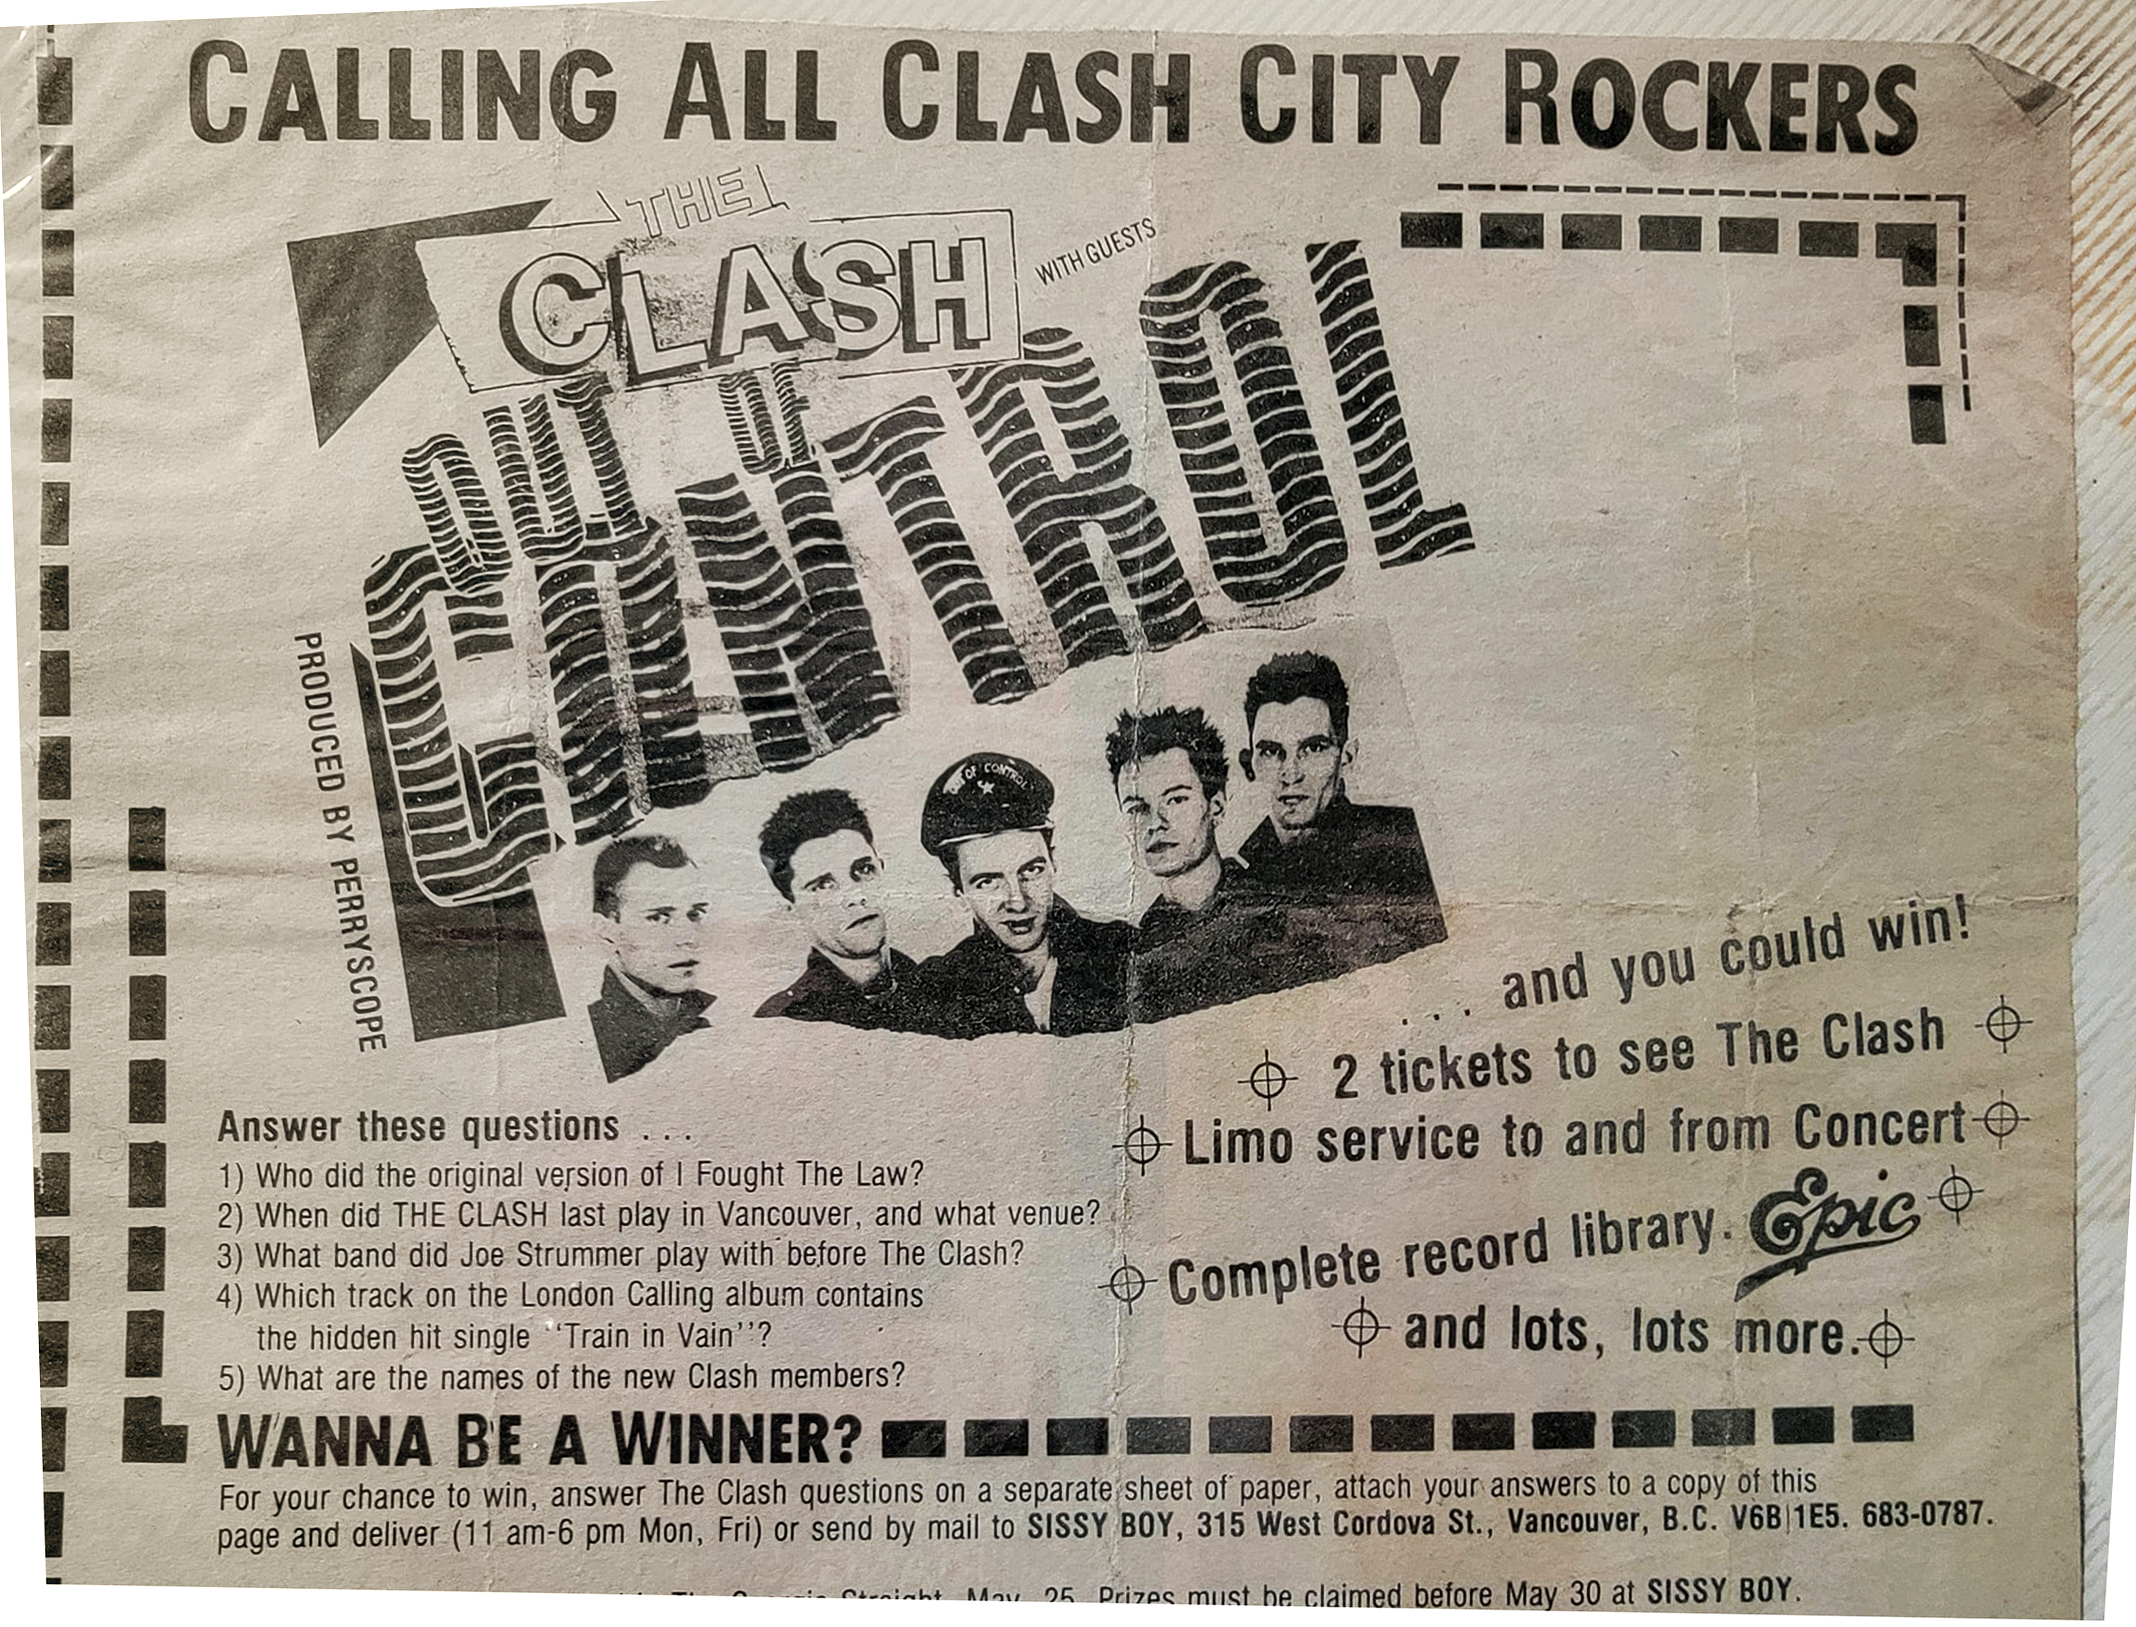 CALLING ALL CLASH CITY ROCKERS
THE
CLASH
WITH GUESTS
OUT OF
CONTROL
PRODUCED BY PERRYSCOPE
OUT OF CONTROL
. . . and you could win!
2 tickets to see The Clash
Limo service to and from Concert
Complete record library. Epic
and lots, lots more.
Answer these questions . . .
1) Who did the original version of I Fought The Law?
2) When did THE CLASH last play in Vancouver, and what venue?
3) What band did Joe Strummer play with before The Clash?
4) Which track on the London Calling album contains
the hidden hit single ''Train in Vain''?
5) What are the names of the new Clash members?
WANNA BE A WINNER?
For your chance to win, answer The Clash questions on a separate sheet of paper, attach your answers to a copy of this
page and deliver (11 am-6 pm Mon, Fri) or send by mail to SISSY BOY, 315 West Cordova St., Vancouver, B.C. V6B 1E5. 683-0787.
The Georgia Straight, May 25. Prizes must be claimed before May 30 at SISSY BOY.